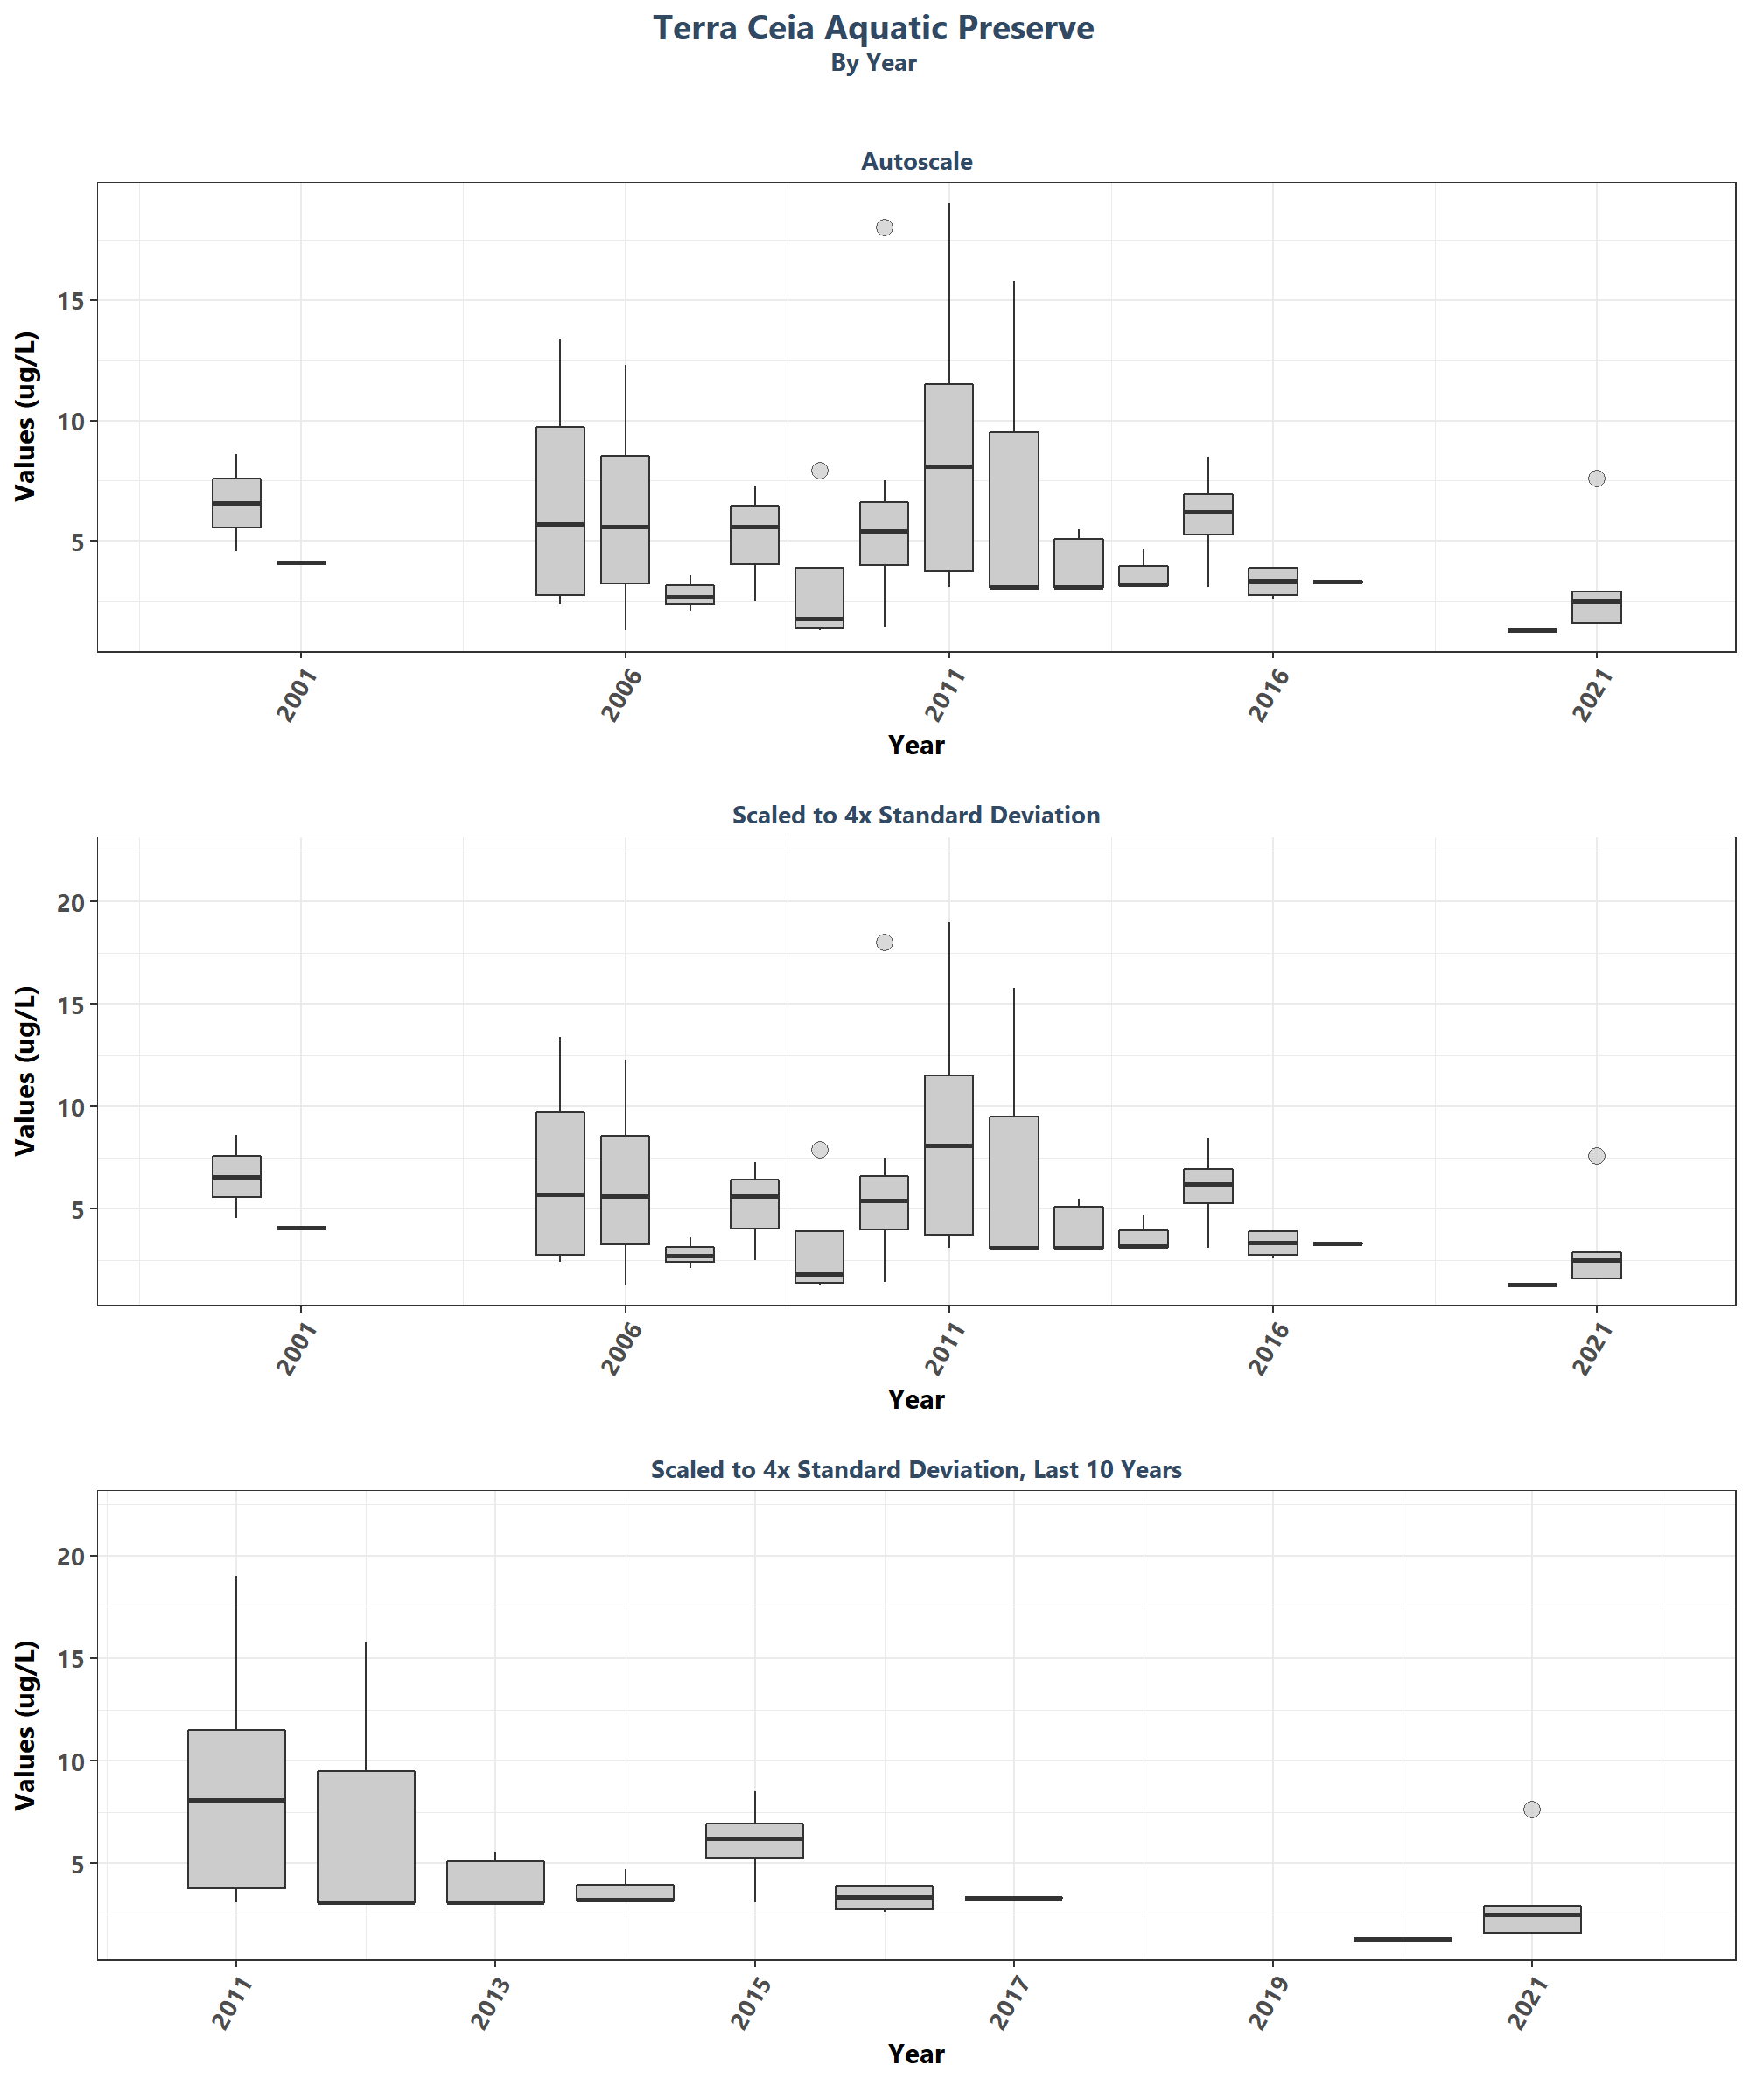 Terra Ceia Aquatic Preserve
By Year
Autoscale
Values (ug/L)
15
10
5
2001 2006 2011 2016 2021
Year
Scaled to 4x Standard Deviation
Values (ug/L)
20
15
10
5
2001 2006 2011 2016 2021
Year
Scaled to 4x Standard Deviation, Last 10 Years
Values (ug/L)
20
15
10
5
2011 2013 2015 2017 2019 2021
Year